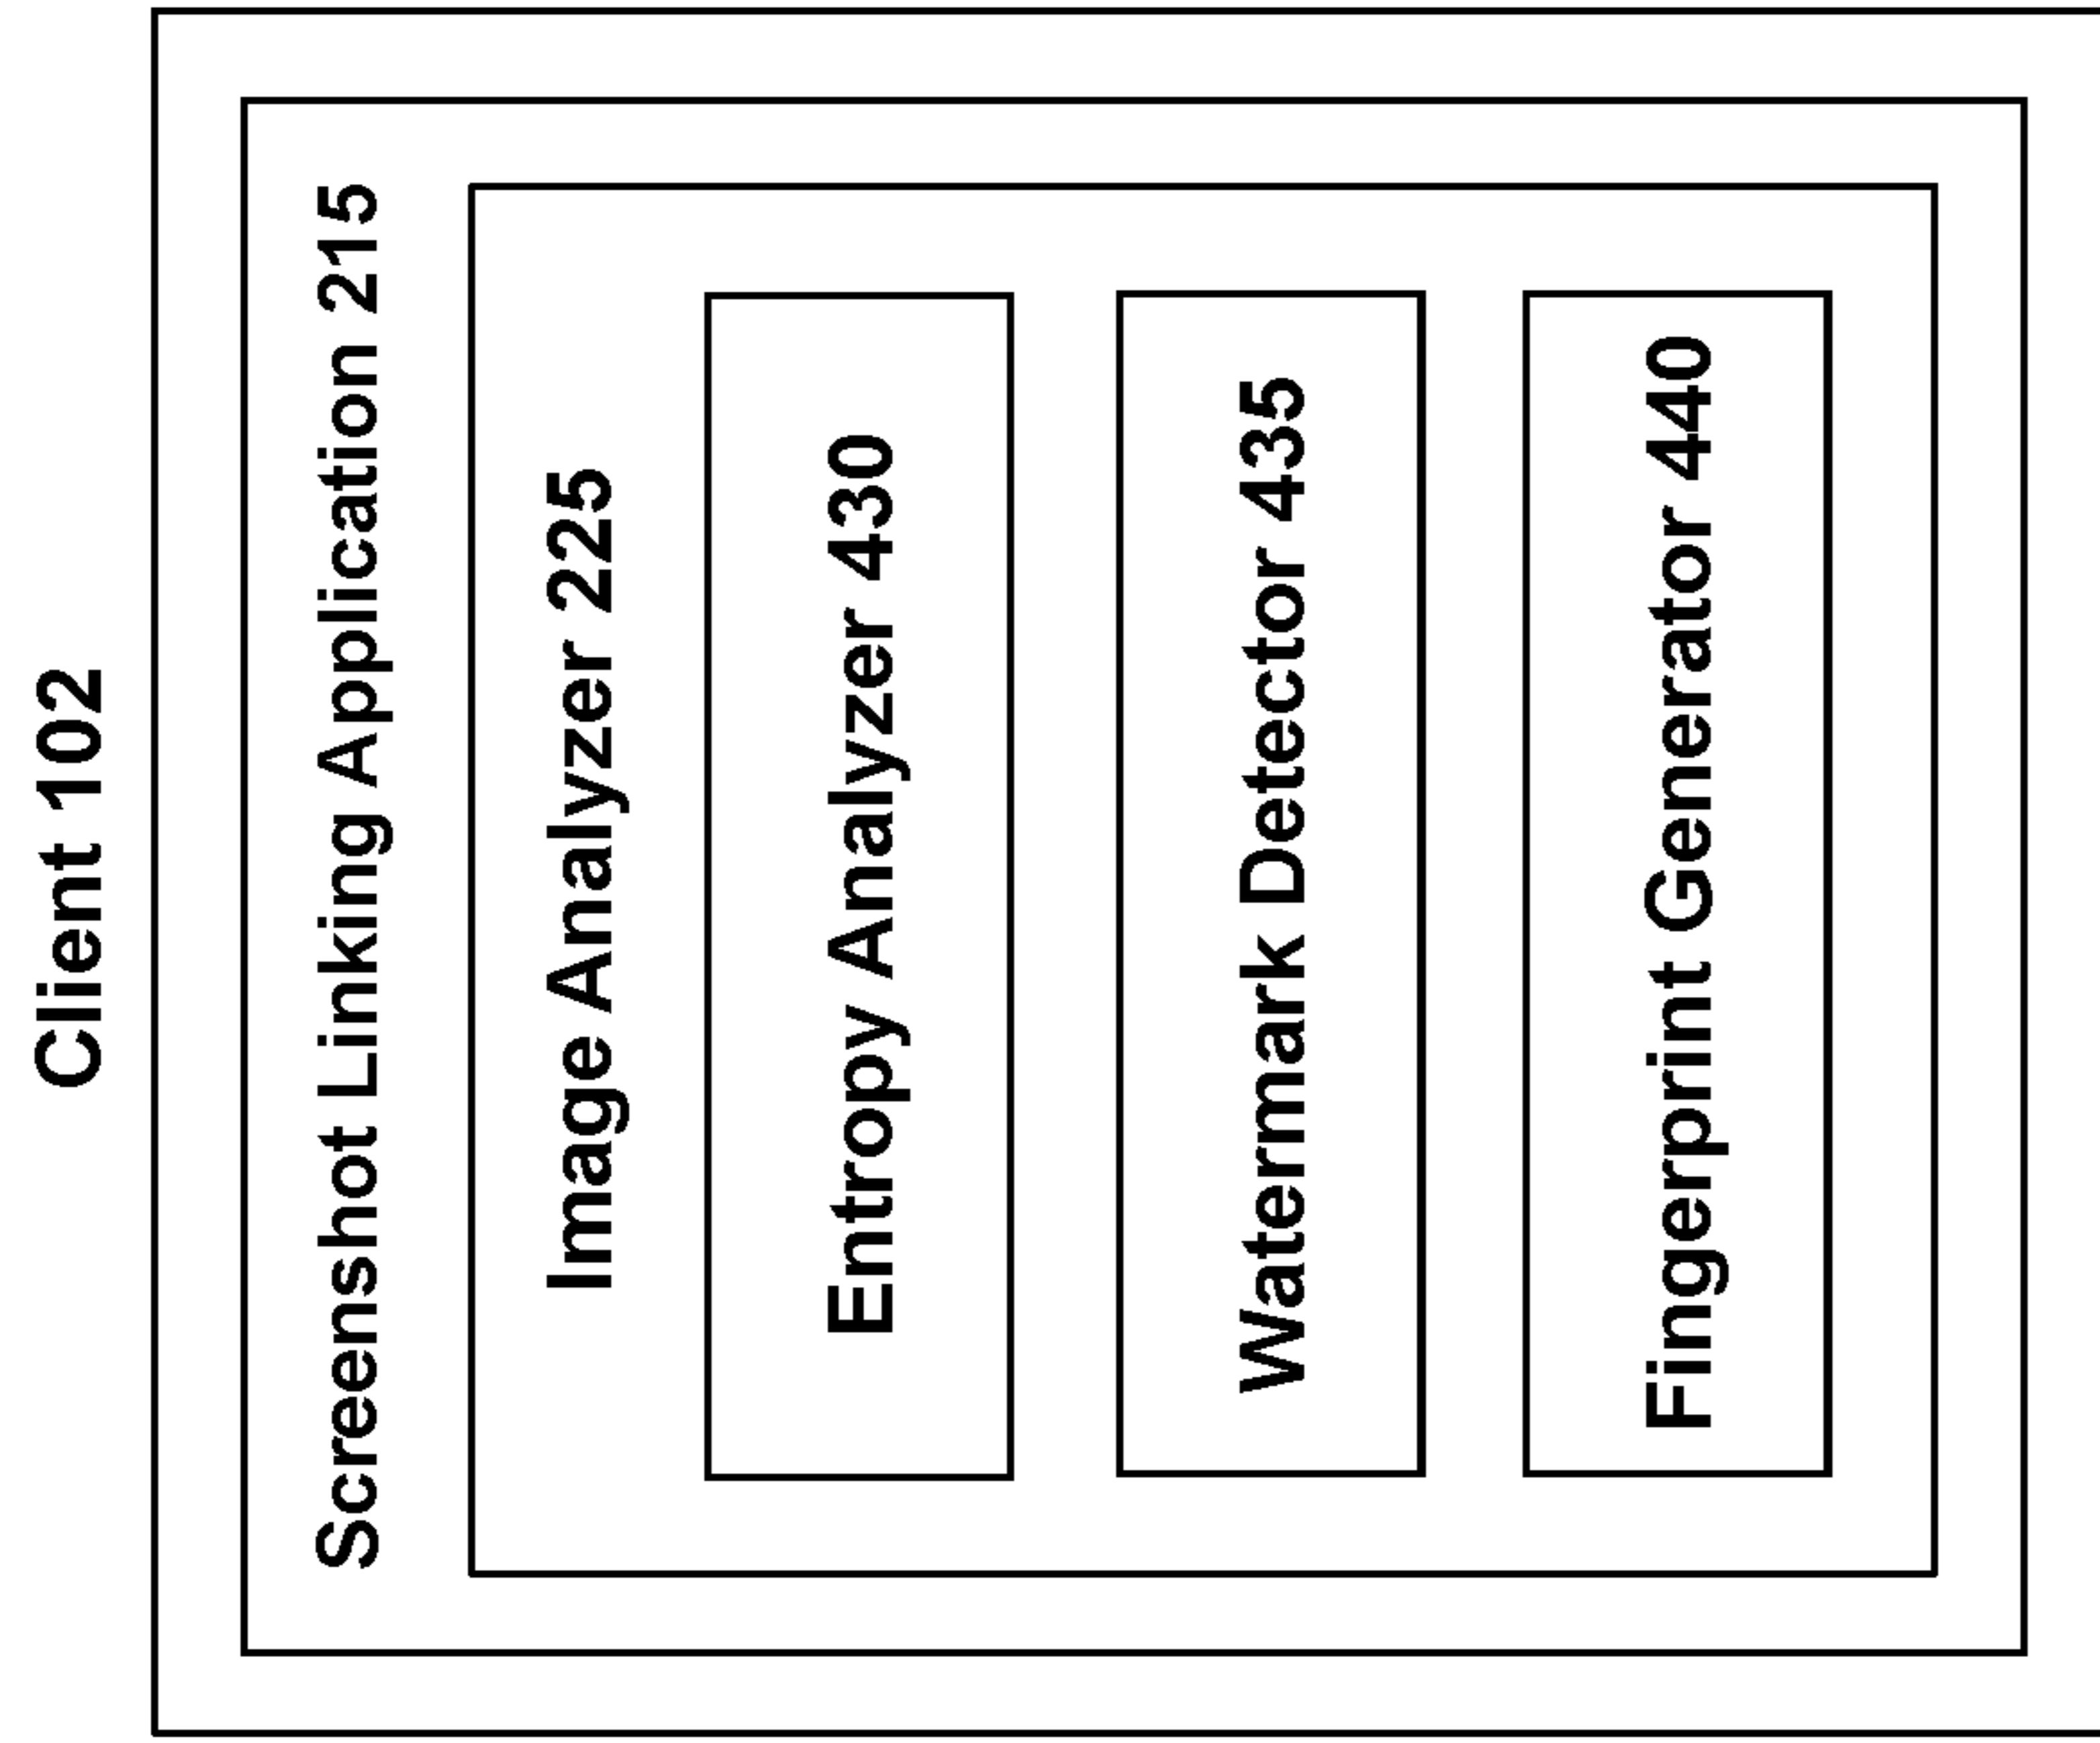 Client 102
Screenshot Linking Application 215
Image Analyzer 225
Entropy Analyzer 430
Watermark Detector 435
Fingerprint Generator 440